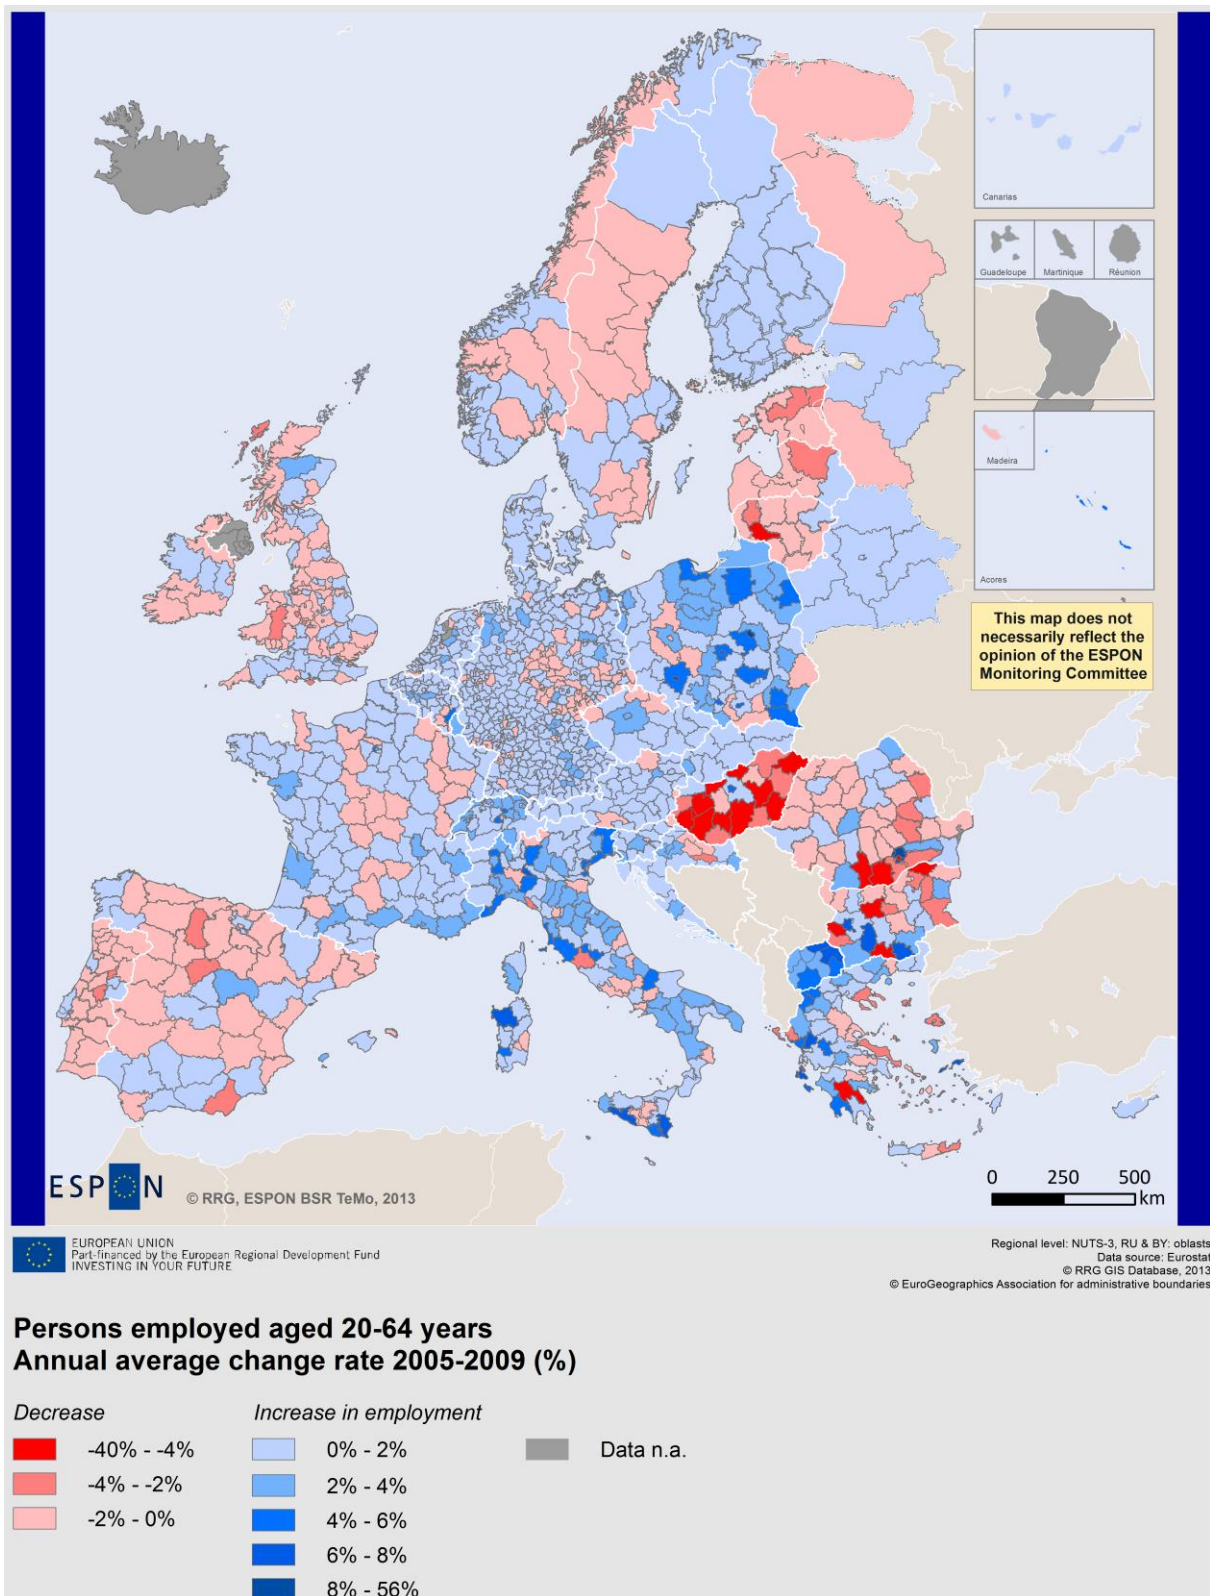 Canarias
Guadeloupe
Martinique
Réunion
Madeira
Acores
This map does not
necessarily reflect the
opinion of the ESPON
Monitoring Committee
ESPON
© RRG, ESPON BSR TeMo, 2013
0 250 500
km
EUROPEAN UNION
Part-financed by the European Regional Development Fund
INVESTING IN YOUR FUTURE
Regional level: NUTS-3, RU & BY: oblasts
Data source: Eurostat
© RRG GIS Database, 2013
© EuroGeographics Association for administrative boundaries
Persons employed aged 20-64 years
Annual average change rate 2005-2009 (%)
Decrease
Increase in employment
-40% - -4%
0% - 2%
Data n.a.
-4% - -2%
2% - 4%
-2% - 0%
4% - 6%
6% - 8%
8% - 56%